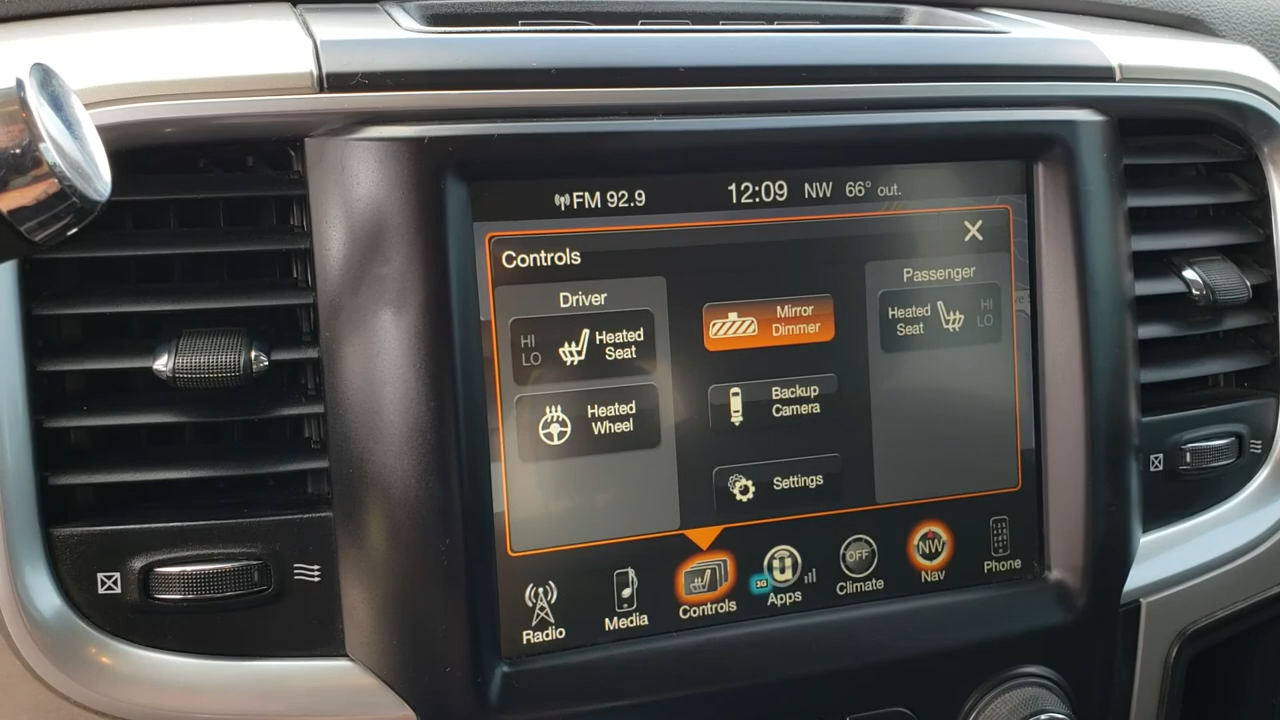 FM 92.9
12:09 NW 66° out.
Controls
Driver
HI
LO
Heated
Seat
Heated
Wheel
Mirror
Dimmer
Backup
Camera
Settings
Passenger
Heated
Seat
HI
LO
Radio
Media
Controls
3G
Apps
OFF
Climate
NW
Nav
Phone